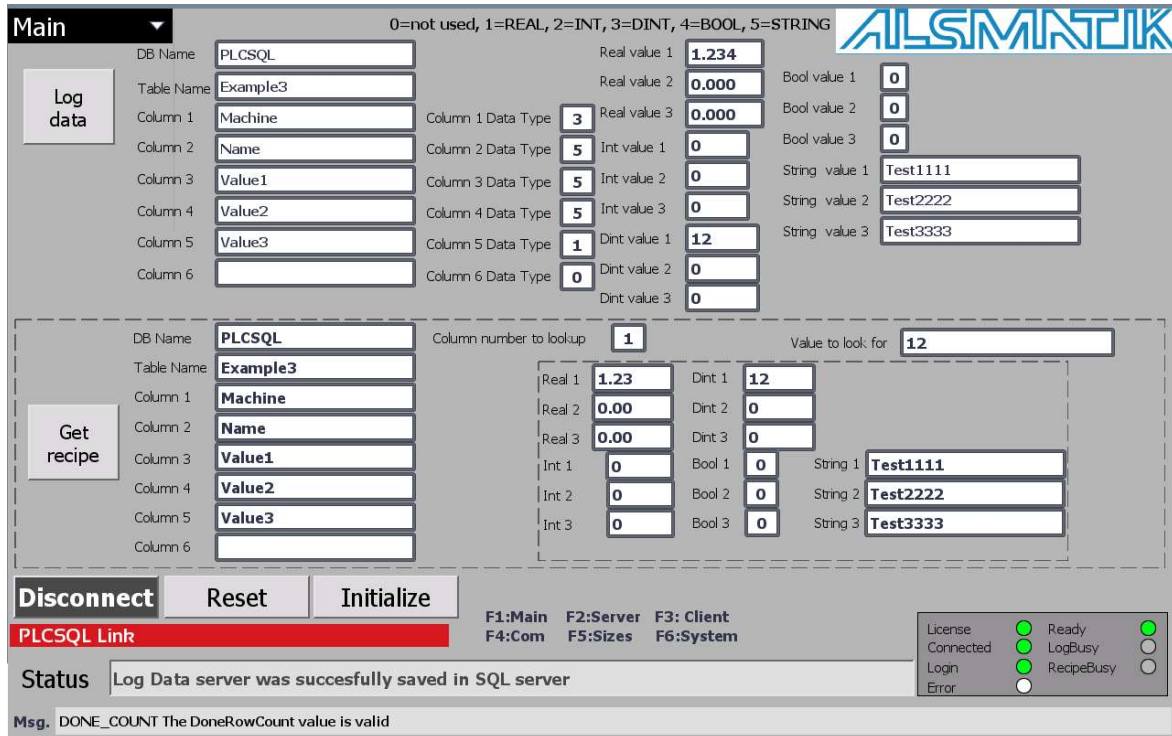 Main
0=not used, 1=REAL, 2=INT, 3=DINT, 4=BOOL, 5=STRING
ALSMATIK
Log data
DB Name PLCSQL
Table Name Example3
Column 1 Machine
Column 2 Name
Column 3 Value1
Column 4 Value2
Column 5 Value3
Column 6
Column 1 Data Type 3
Column 2 Data Type 5
Column 3 Data Type 5
Column 4 Data Type 5
Column 5 Data Type 1
Column 6 Data Type 0
Real value 1 1.234
Real value 2 0.000
Real value 3 0.000
Int value 1 0
Int value 2 0
Int value 3 0
Dint value 1 12
Dint value 2 0
Dint value 3 0
Bool value 1 0
Bool value 2 0
Bool value 3 0
String value 1 Test1111
String value 2 Test2222
String value 3 Test3333
Get recipe
DB Name PLCSQL
Table Name Example3
Column 1 Machine
Column 2 Name
Column 3 Value1
Column 4 Value2
Column 5 Value3
Column 6
Column number to lookup 1
Value to look for 12
Real 1 1.23
Real 2 0.00
Real 3 0.00
Int 1 0
Int 2 0
Int 3 0
Dint 1 12
Dint 2 0
Dint 3 0
Bool 1 0
Bool 2 0
Bool 3 0
String 1 Test1111
String 2 Test2222
String 3 Test3333
Disconnect Reset Initialize
PLCSQL Link
F1:Main F2:Server F3: Client
F4:Com F5:Sizes F6:System
License Ready
Connected LogBusy
Login RecipeBusy
Error
Status Log Data server was succesfully saved in SQL server
Msg. DONE_COUNT The DoneRowCount value is valid